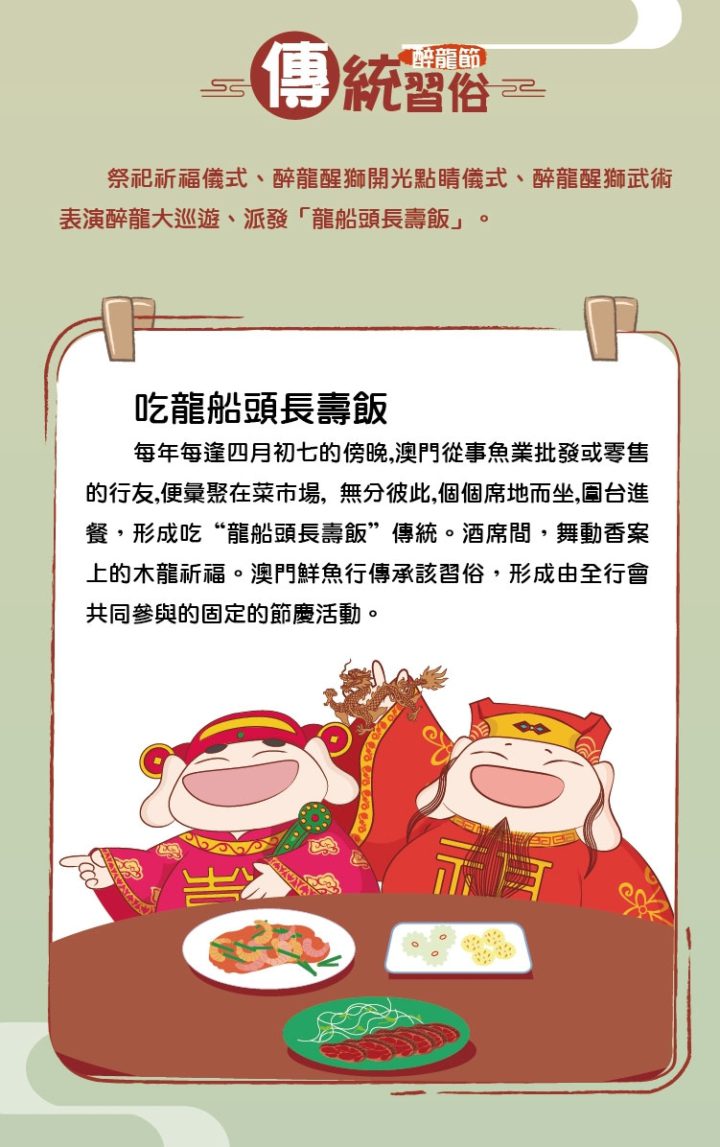 醉龍節
傳統習俗
祭祀祈福儀式、醉龍醒獅開光點睛儀式、醉龍醒獅武術
表演醉龍大巡遊、派發「龍船頭長壽飯」。
吃龍船頭長壽飯
每年每逢四月初七的傍晚,澳門從事魚業批發或零售
的行友,便彙聚在菜市場, 無分彼此,個個席地而坐,圍台進
餐，形成吃“龍船頭長壽飯”傳統。酒席間，舞動香案
上的木龍祈福。澳門鮮魚行傳承該習俗，形成由全行會
共同參與的固定的節慶活動。